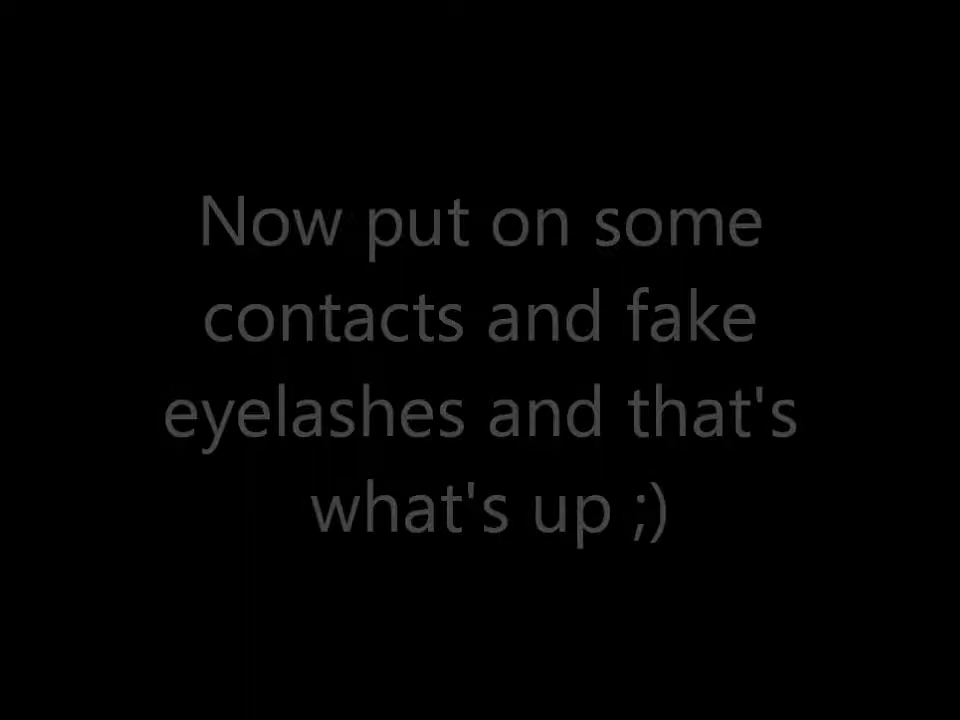 Now put on some
contacts and fake
eyelashes and that's
what's up ;)